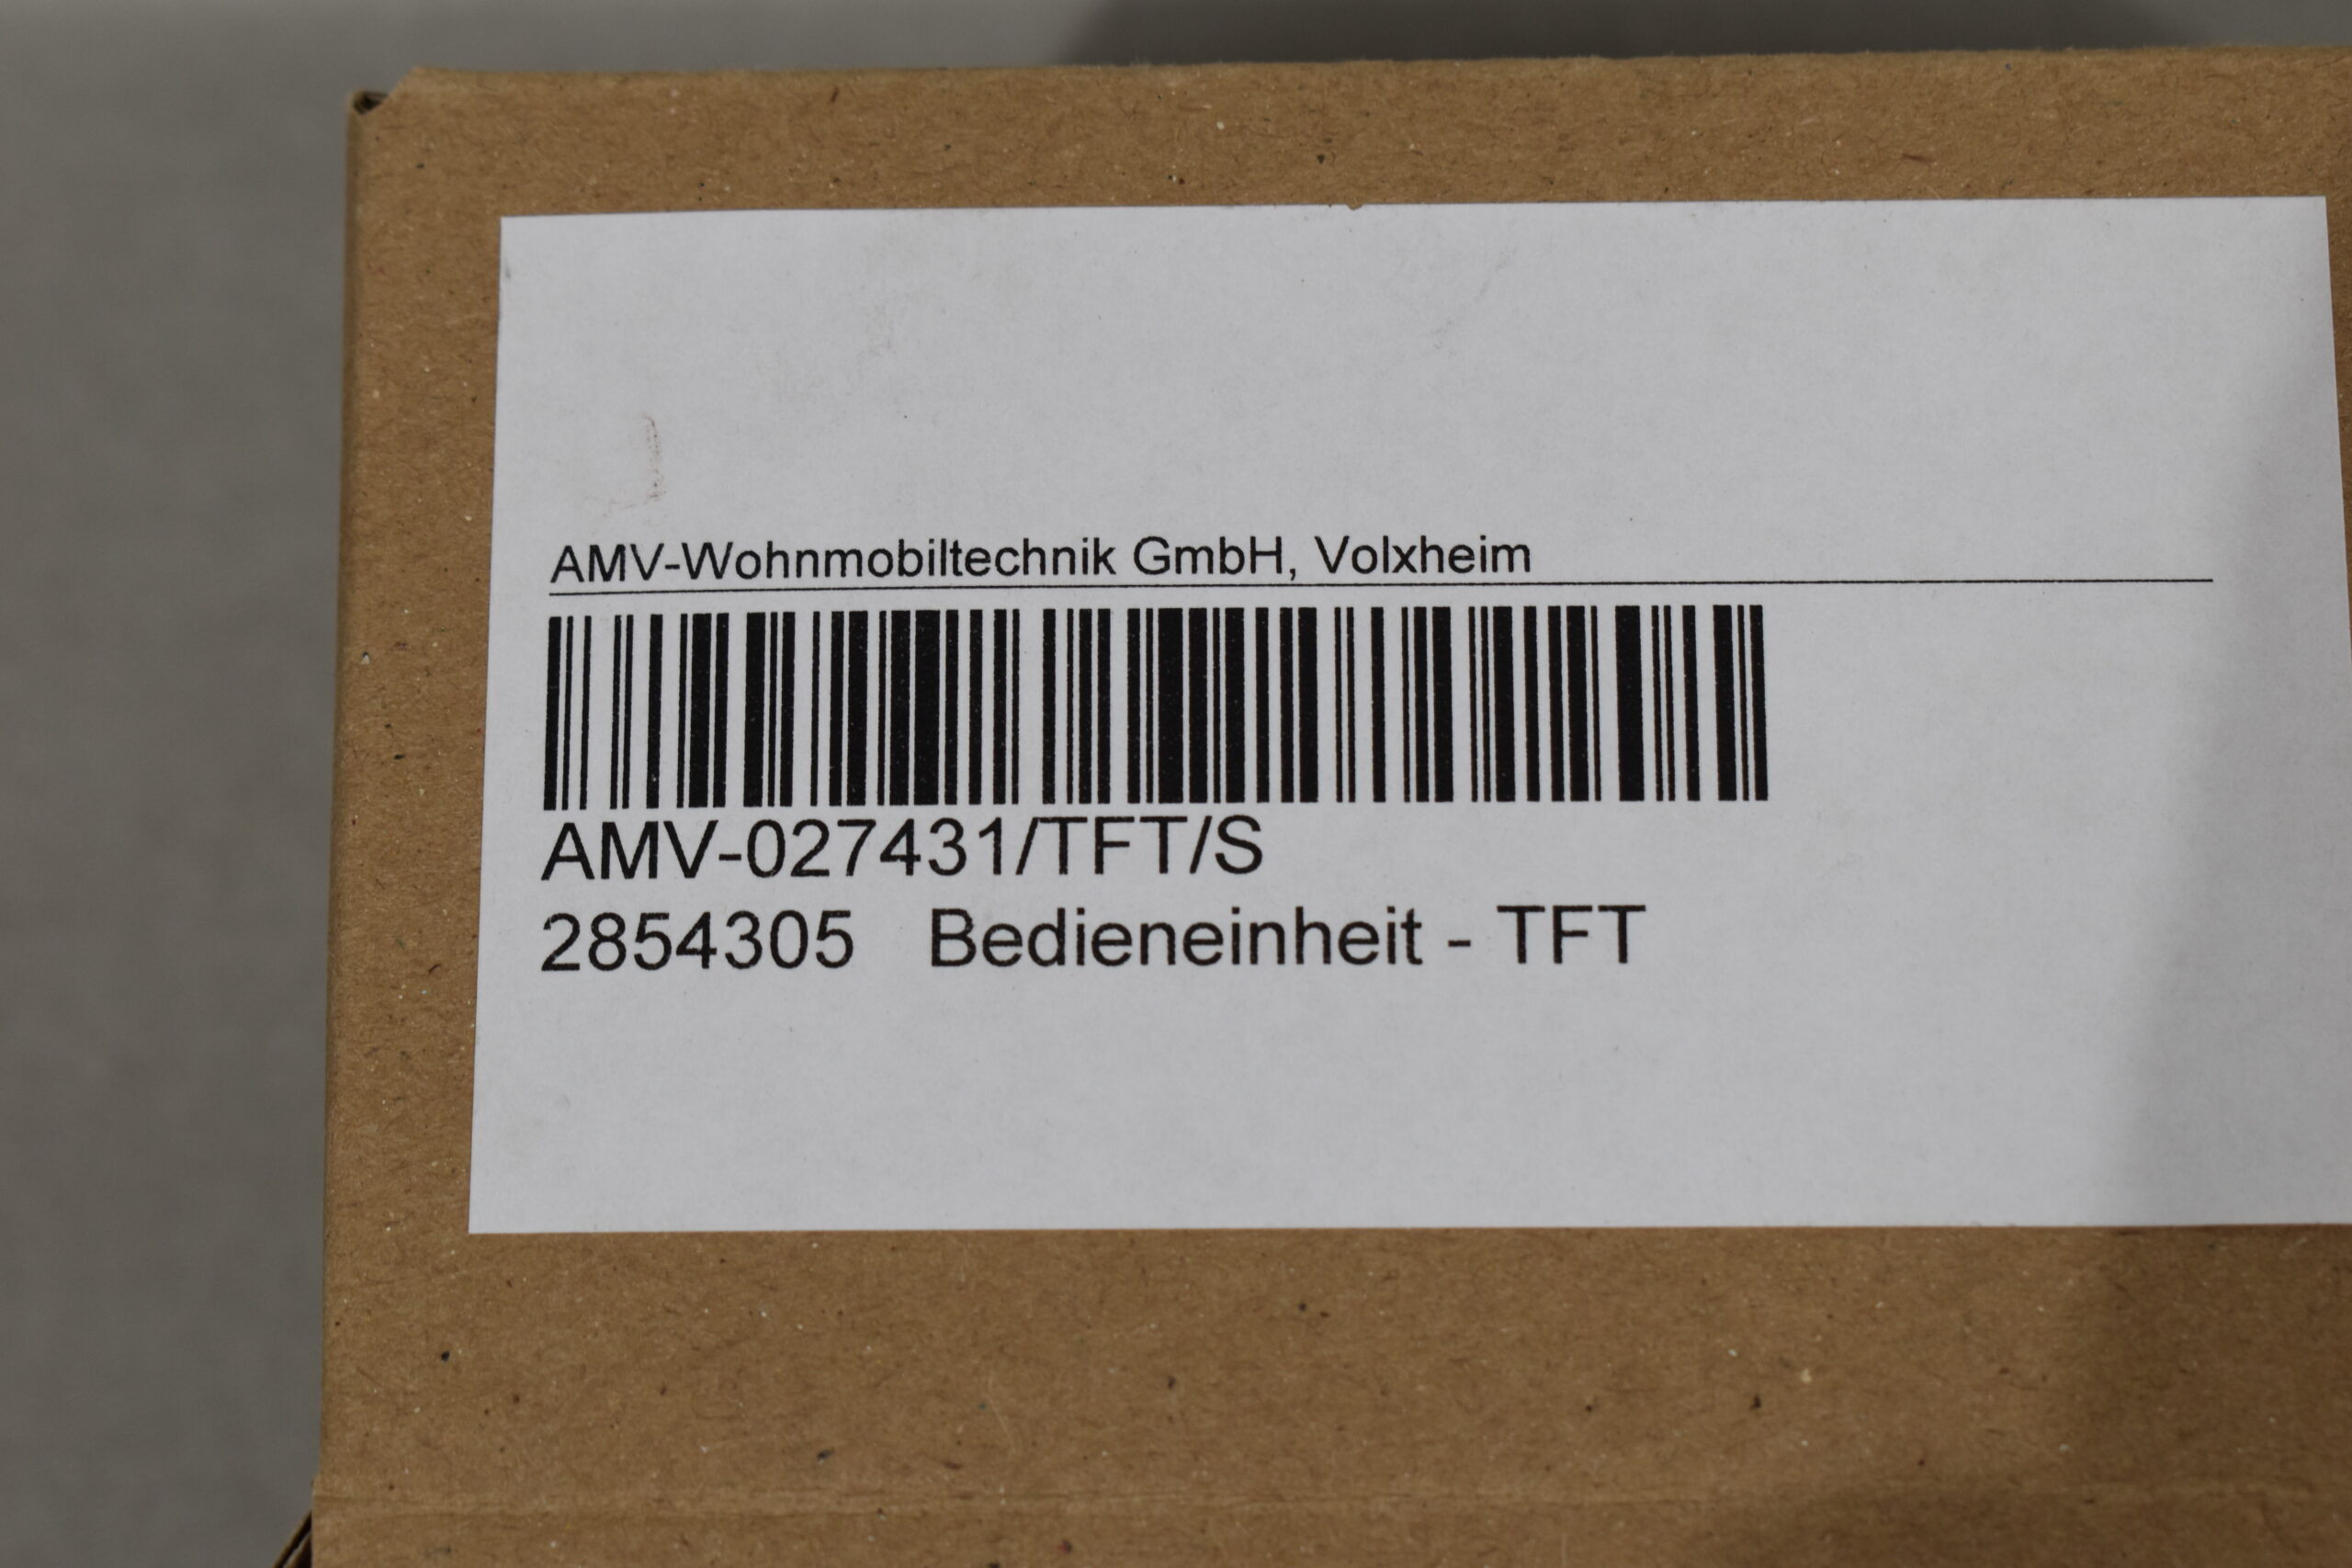 AMV-Wohnmobiltechnik GmbH, Volxheim
AMV-027431/TFT/S
2854305 Bedieneinheit - TFT